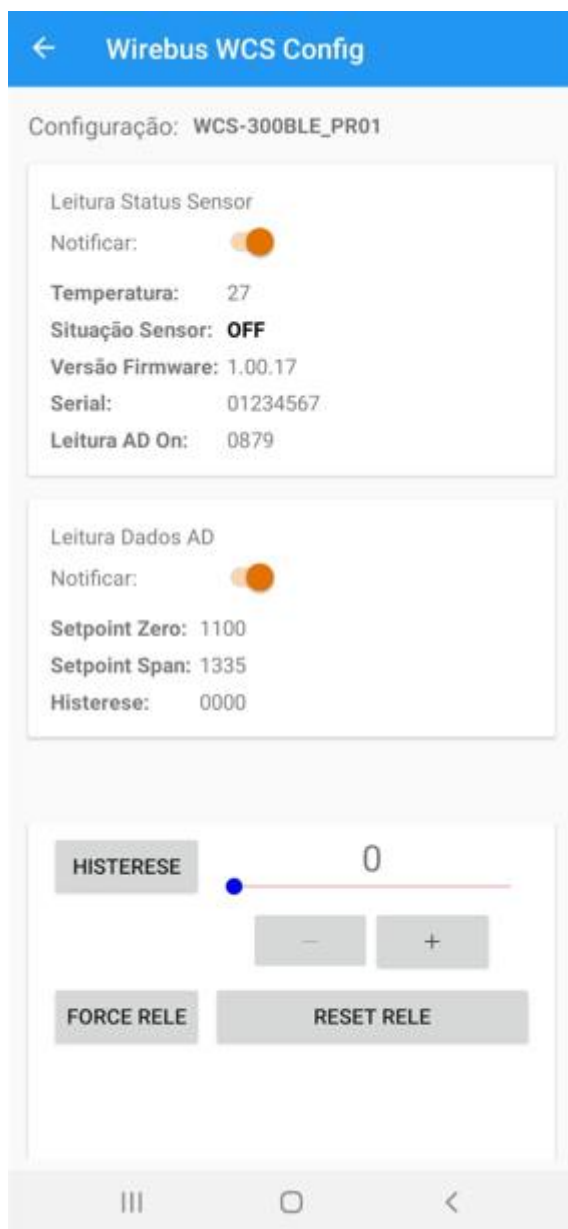 Wirebus WCS Config
Configuração: WCS-300BLE_PR01
Leitura Status Sensor
Notificar:
Temperatura: 27
Situação Sensor: OFF
Versão Firmware: 1.00.17
Serial: 01234567
Leitura AD On: 0879
Leitura Dados AD
Notificar:
Setpoint Zero: 1100
Setpoint Span: 1335
Histerese: 0000
HISTERESE 0
− +
FORCE RELE RESET RELE